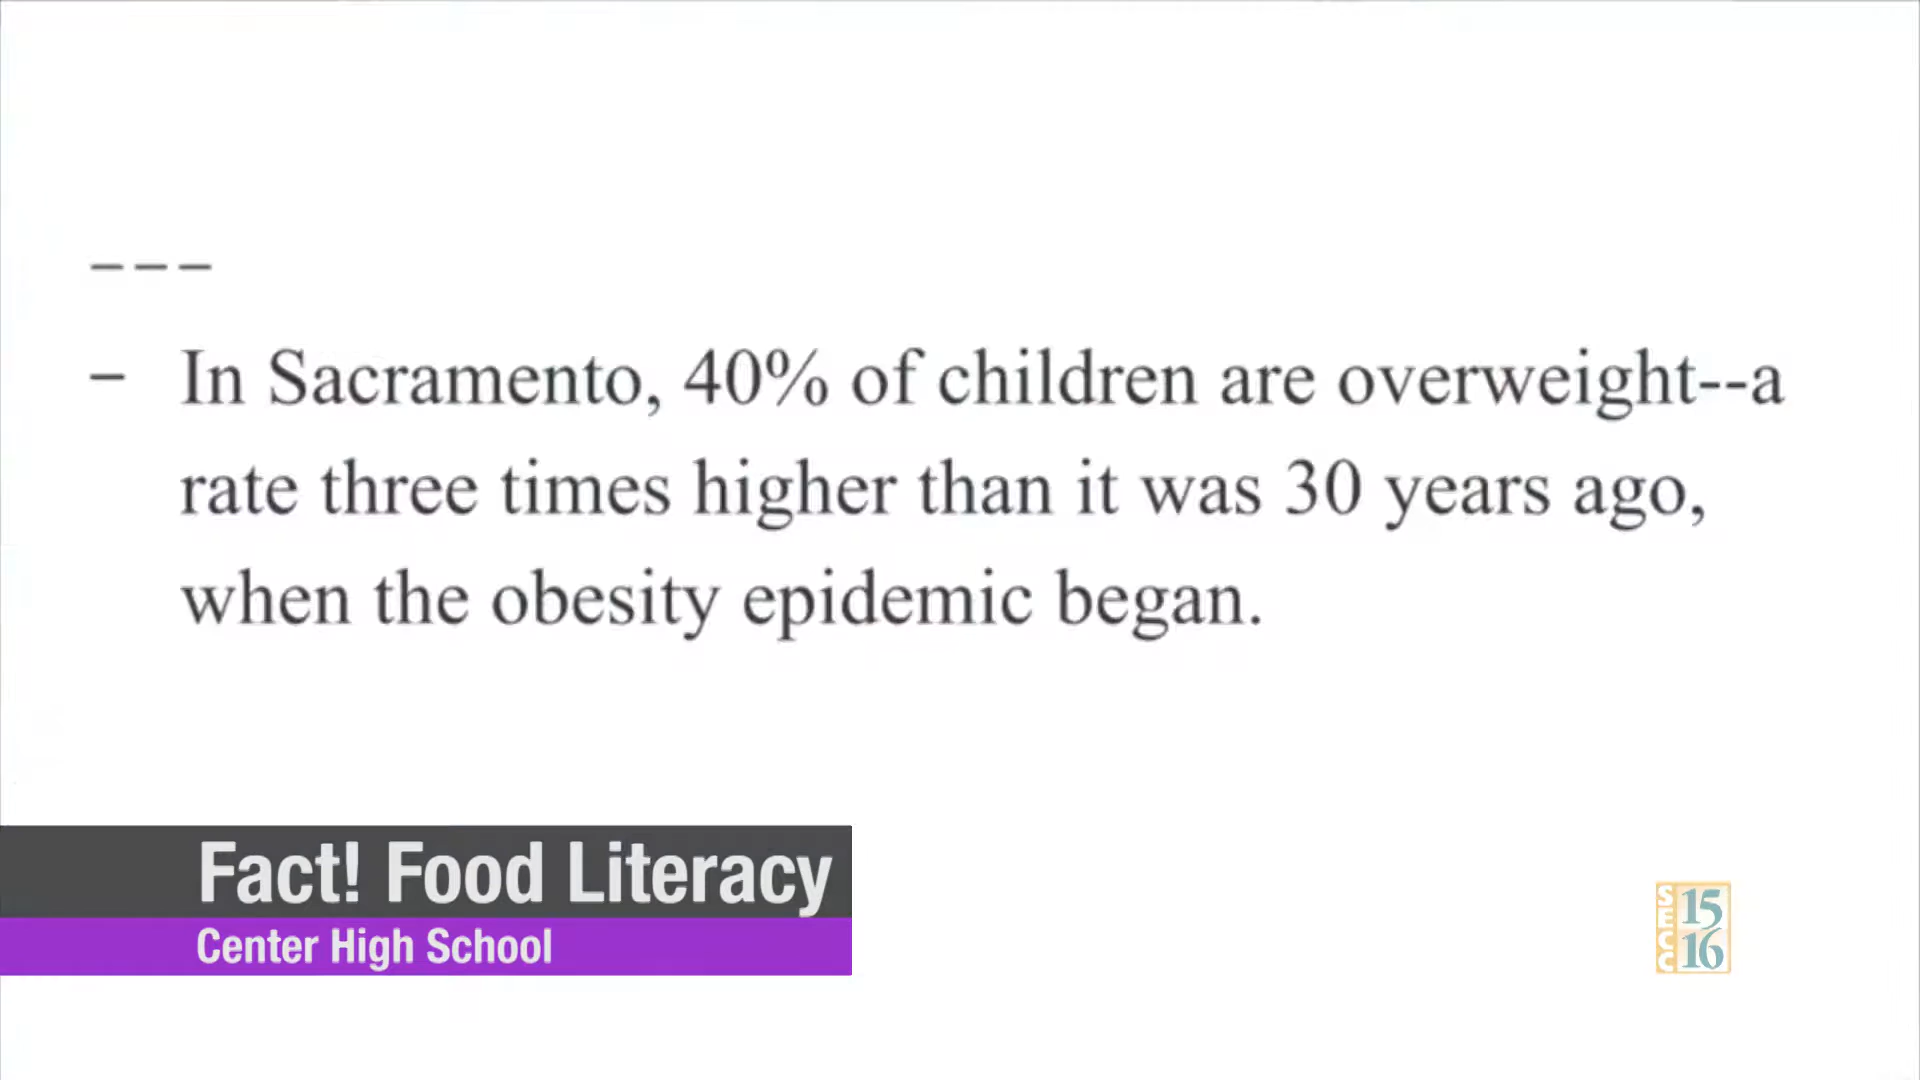 ---
- In Sacramento, 40% of children are overweight--a
rate three times higher than it was 30 years ago,
when the obesity epidemic began.
Fact! Food Literacy
Center High School
SECC
15
16